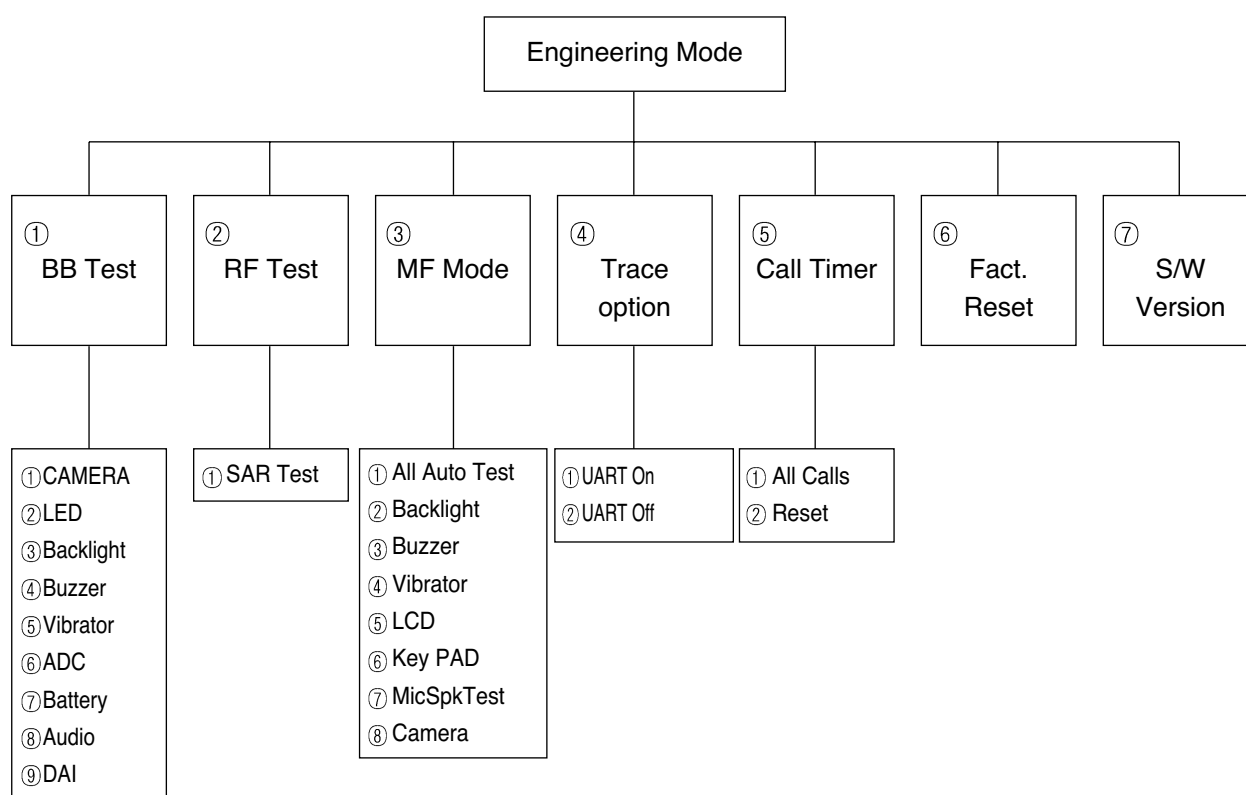 Engineering Mode
①
BB Test
②
RF Test
③
MF Mode
④
Trace
option
⑤
Call Timer
⑥
Fact.
Reset
⑦
S/W
Version
①CAMERA
②LED
③Backlight
④Buzzer
⑤Vibrator
⑥ADC
⑦Battery
⑧Audio
⑨DAI
①SAR Test
① All Auto Test
② Backlight
③ Buzzer
④ Vibrator
⑤ LCD
⑥ Key PAD
⑦ MicSpkTest
⑧ Camera
①UART On
②UART Off
① All Calls
② Reset